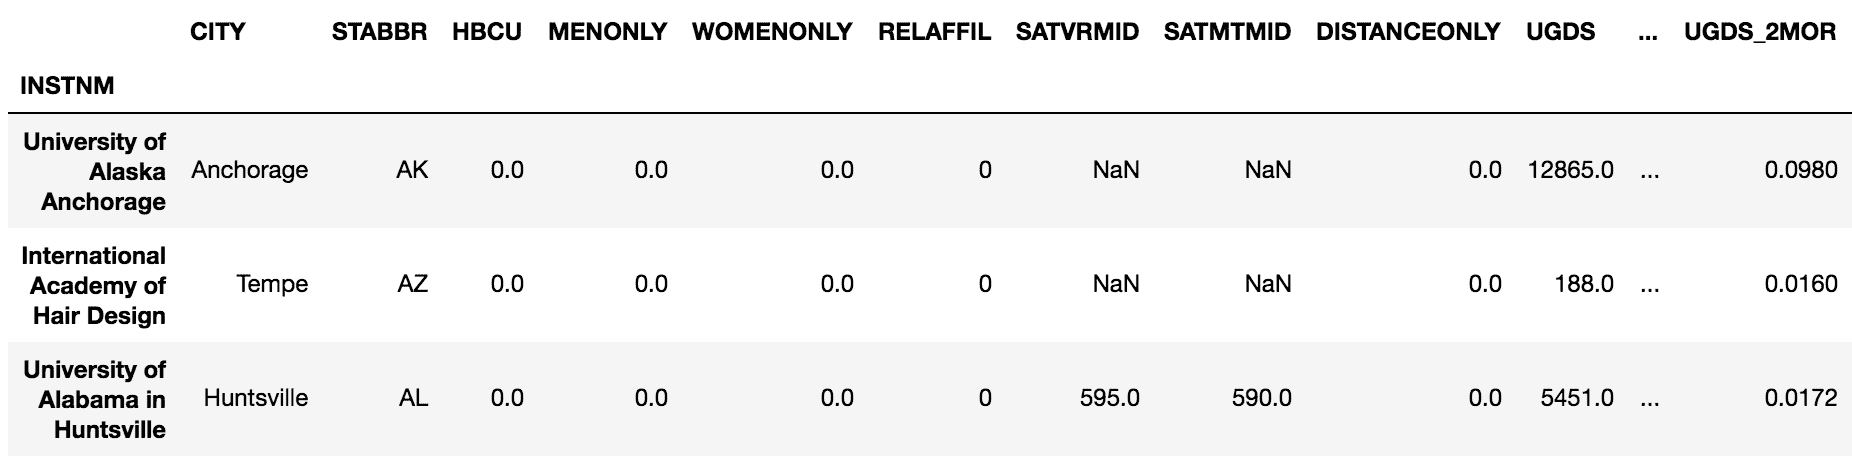 CITY STABBR HBCU MENONLY WOMENONLY RELAFFIL SATVRMID SATMTMID DISTANCEONLY UGDS ... UGDS_2MOR
INSTNM
University of
Alaska
Anchorage Anchorage AK 0.0 0.0 0.0 0 NaN NaN 0.0 12865.0 ... 0.0980
International
Academy of
Hair Design Tempe AZ 0.0 0.0 0.0 0 NaN NaN 0.0 188.0 ... 0.0160
University of
Alabama in
Huntsville Huntsville AL 0.0 0.0 0.0 0 595.0 590.0 0.0 5451.0 ... 0.0172